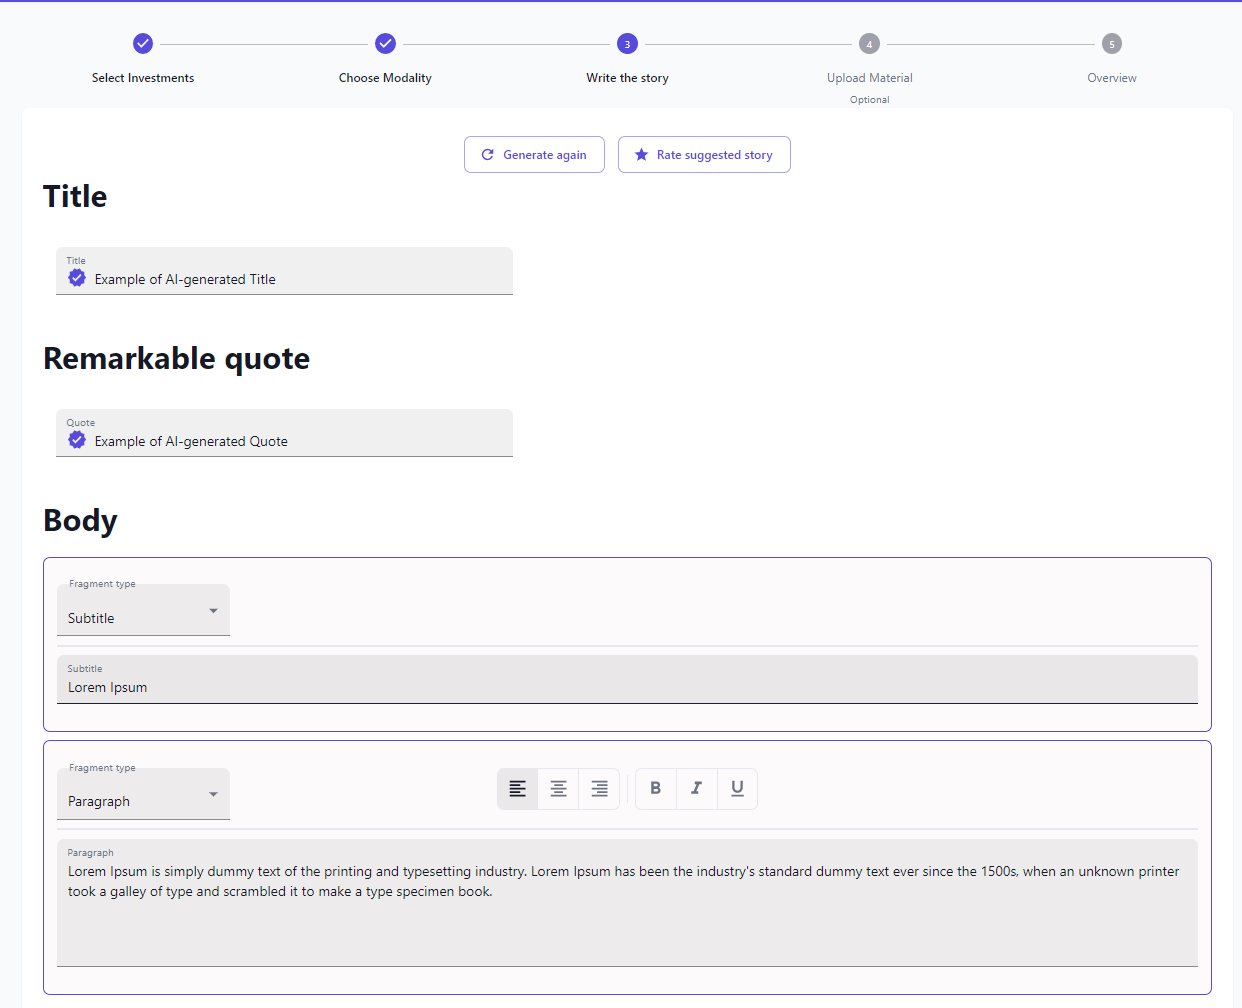 3
4
5
Select Investments
Choose Modality
Write the story
Upload Material
Overview
Optional
Generate again
Rate suggested story
Title
Title
Example of AI-generated Title
Remarkable quote
Quote
Example of AI-generated Quote
Body
Fragment type
Subtitle
Subtitle
Lorem Ipsum
Fragment type
Paragraph
B
I
U
Paragraph
Lorem Ipsum is simply dummy text of the printing and typesetting industry. Lorem Ipsum has been the industry's standard dummy text ever since the 1500s, when an unknown printer
took a galley of type and scrambled it to make a type specimen book.